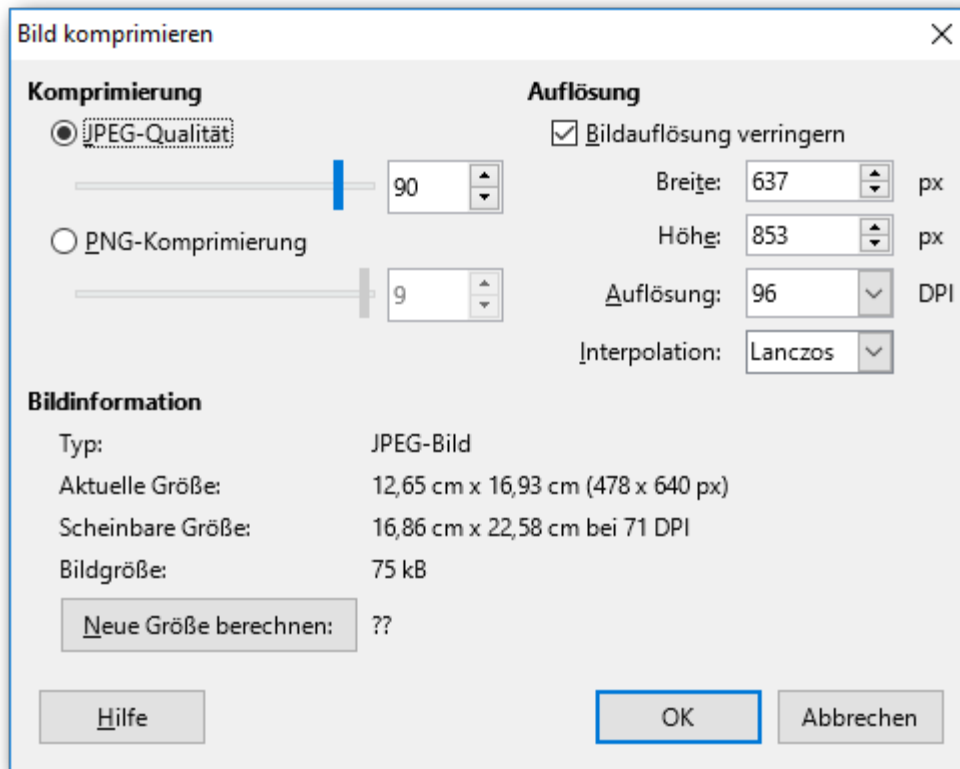 Bild komprimieren
Komprimierung
JPEG-Qualität
90
PNG-Komprimierung
9
Auflösung
Bildauflösung verringern
Breite: 637 px
Höhe: 853 px
Auflösung: 96 DPI
Interpolation: Lanczos
Bildinformation
Typ: JPEG-Bild
Aktuelle Größe: 12,65 cm x 16,93 cm (478 x 640 px)
Scheinbare Größe: 16,86 cm x 22,58 cm bei 71 DPI
Bildgröße: 75 kB
Neue Größe berechnen: ??
Hilfe OK Abbrechen